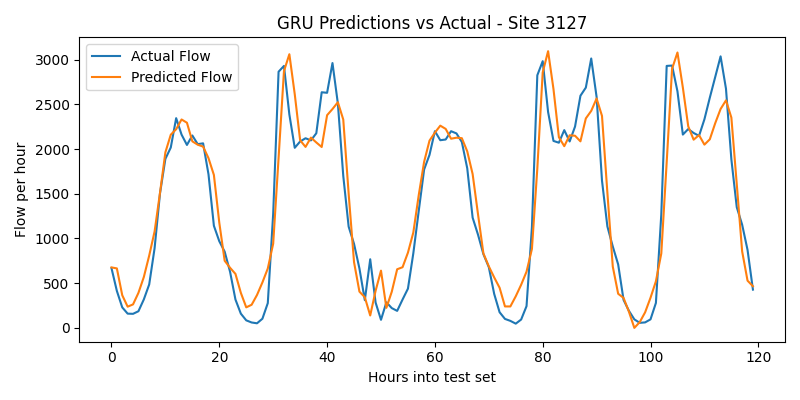 GRU Predictions vs Actual - Site 3127
Actual Flow
Predicted Flow
Flow per hour
3000
2500
2000
1500
1000
500
0
0 20 40 60 80 100 120
Hours into test set